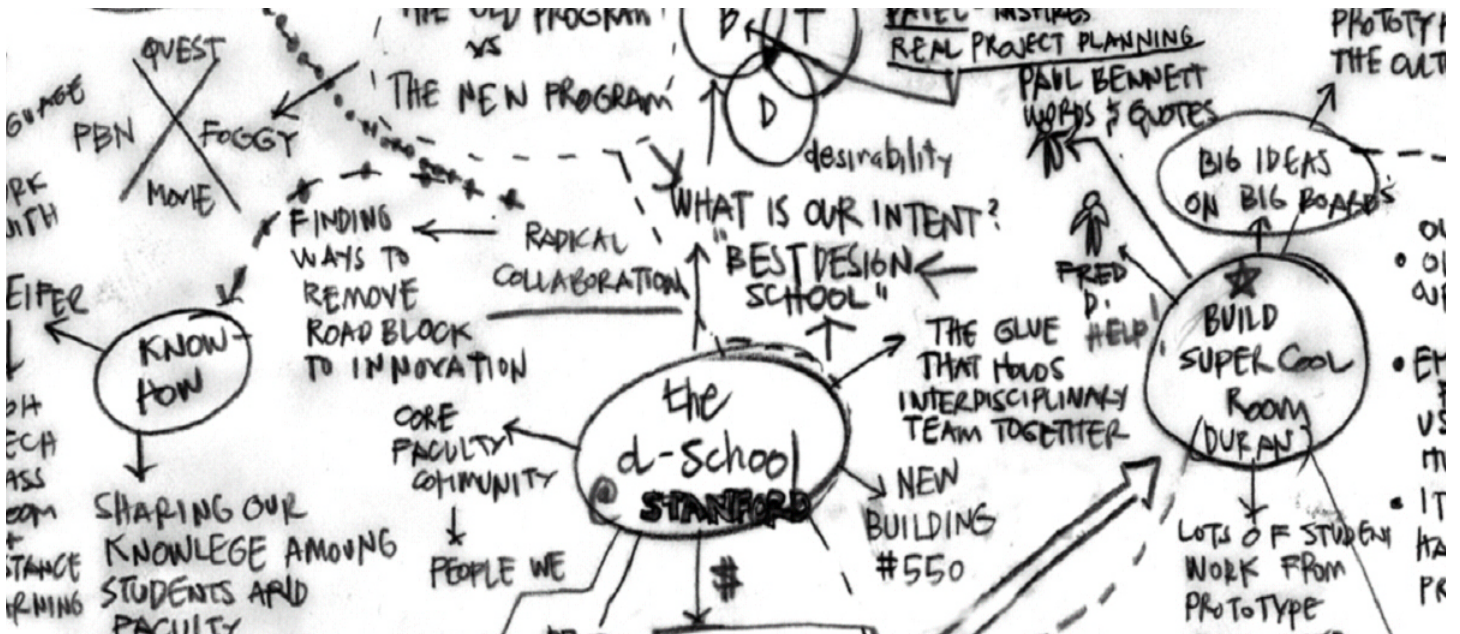 THE OLD PROGRAM
VS
THE NEW PROGRAM
QUEST
PBN
FOGGY
MOVIE
B
T
D
desirability
REAL PROJECT PLANNING
PAUL BENNETT
WORDS & QUOTES
THE
BIG IDEAS
ON BIG BOARDS
FINDING
WAYS TO
REMOVE
ROAD BLOCK
TO INNOVATION
RADICAL
COLLABORATION
WHAT IS OUR INTENT?
"BEST DESIGN
SCHOOL"
FRED
D.
HELP!
BUILD
SUPER COOL
ROOM
(DURAN)
KNOW-
HOW
SHARING OUR
KNOWLEGE AMOUNG
STUDENTS AND
FACULTY
CORE
FACULTY
COMMUNITY
PEOPLE WE
the
d-school
STANFORD
$
THE GLUE
THAT HOLDS
INTERDISCIPLINARY
TEAM TOGETHER
NEW
BUILDING
#550
LOTS OF STUDENT
WORK FROM
PROTOTYPE